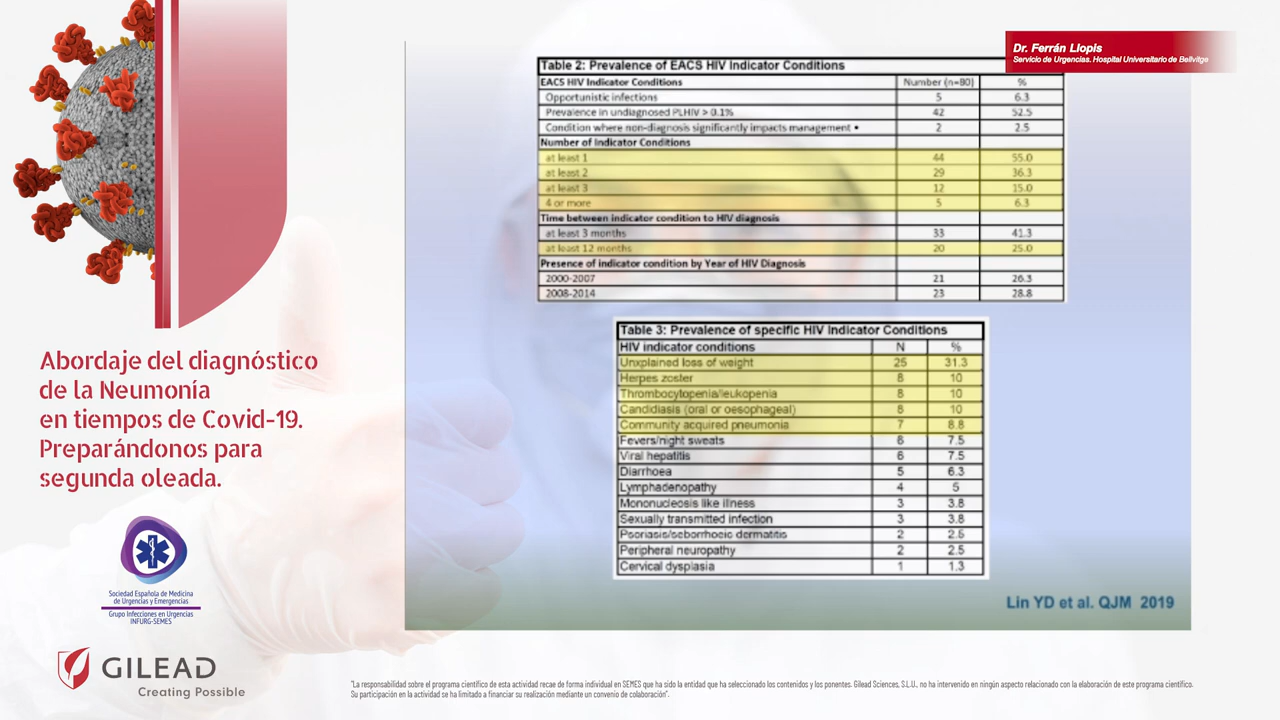 Dr. Ferrán Llopis
Servicio de Urgencias. Hospital Universitario de Bellvitge
Table 2: Prevalence of EACS HIV Indicator Conditions
EACS HIV Indicator Conditions Number (n=80) %
Opportunistic infections 5 6.3
Prevalence in undiagnosed PLHIV > 0.1% 42 52.5
Condition where non-diagnosis significantly impacts management • 2 2.5
Number of Indicator Conditions
at least 1 44 55.0
at least 2 29 36.3
at least 3 12 15.0
4 or more 5 6.3
Time between indicator condition to HIV diagnosis
at least 3 months 33 41.3
at least 12 months 20 25.0
Presence of indicator condition by Year of HIV Diagnosis
2000-2007 21 26.3
2008-2014 23 28.8
Table 3: Prevalence of specific HIV Indicator Conditions
HIV indicator conditions N %
Unxplained loss of weight 25 31.3
Herpes zoster 8 10
Thrombocytopenia/leukopenia 8 10
Candidiasis (oral or oesophageal) 8 10
Community acquired pneumonia 7 8.8
Fevers/night sweats 6 7.5
Viral hepatitis 6 7.5
Diarrhoea 5 6.3
Lymphadenopathy 4 5
Mononucleosis like illness 3 3.8
Sexually transmitted infection 3 3.8
Psoriasis/seborrhoeic dermatitis 2 2.5
Peripheral neuropathy 2 2.5
Cervical dysplasia 1 1.3
Lin YD et al. QJM 2019
Abordaje del diagnóstico
de la Neumonía
en tiempos de Covid-19.
Preparándonos para
segunda oleada.
Sociedad Española de Medicina
de Urgencias y Emergencias
Grupo Infecciones en Urgencias
INFURG-SEMES
GILEAD
Creating Possible
"La responsabilidad sobre el programa científico de esta actividad recae de forma individual en SEMES que ha sido la entidad que ha seleccionado los contenidos y los ponentes. Gilead Sciences, S.L.U., no ha intervenido en ningún aspecto relacionado con la elaboración de este programa científico.
Su participación en la actividad se ha limitado a financiar su realización mediante un convenio de colaboración".